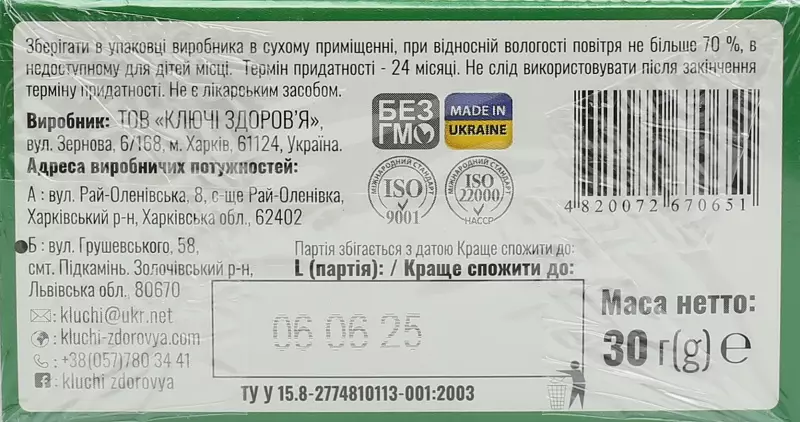 Зберігати в упаковці виробника в сухому приміщенні, при відносній вологості повітря не більше 70 %, в
недоступному для дітей місці. Термін придатності - 24 місяці. Не слід використовувати після закінчення
терміну придатності. Не є лікарським засобом.
Виробник: ТОВ «КЛЮЧІ ЗДОРОВ'Я»,
вул. Зернова, 6/168, м. Харків, 61124, Україна.
БЕЗ
ГМО
MADE IN
UKRAINE
Адреса виробничих потужностей:
А : вул. Рай-Оленівська, 8, с-ще Рай-Оленівка,
Харківський р-н, Харківська обл., 62402
МІЖНАРОДНИЙ СТАНДАРТ
ISO
9001
МІЖНАРОДНИЙ СТАНДАРТ
ISO
22000
HACCP
4 820072 670651
Б : вул. Грушевського, 58,
смт. Підкамінь. Золочівський р-н,
Львівська обл., 80670
kluchi@ukr.net
kluchi-zdorovya.com
+38(057)780 34 41
kluchi zdorovya
Партія збігається з датою Краще спожити до:
L (партія): / Краще спожити до:
06 06 25
Маса нетто:
30 г(g) e
ТУ У 15.8-2774810113-001:2003